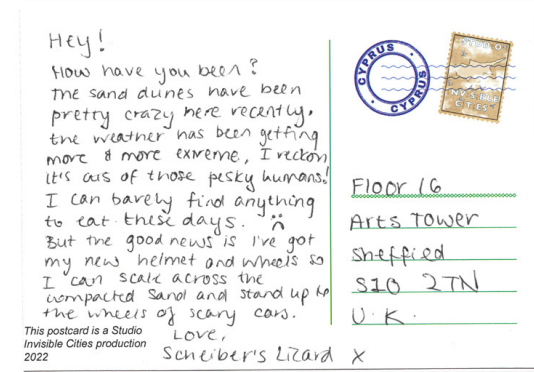 Hey!
How have you been?
The sand dunes have been
pretty crazy here recently.
the weather has been getting
more & more exreme, I reckon
it's cus of those pesky humans!
I can barely find anything
to eat these days. :(
But the good news is I've got
my new helmet and wheels so
I can scale across the
compacted sand and stand up to
the wheels of scary cars.
Love,
Scheiber's Lizard x
This postcard is a Studio
Invisible Cities production
2022
CYPRUS
CYPRUS
STUDIO
INVISIBLE
CITIES
Floor 16
Arts Tower
Sheffied
S10 2TN
U.K.